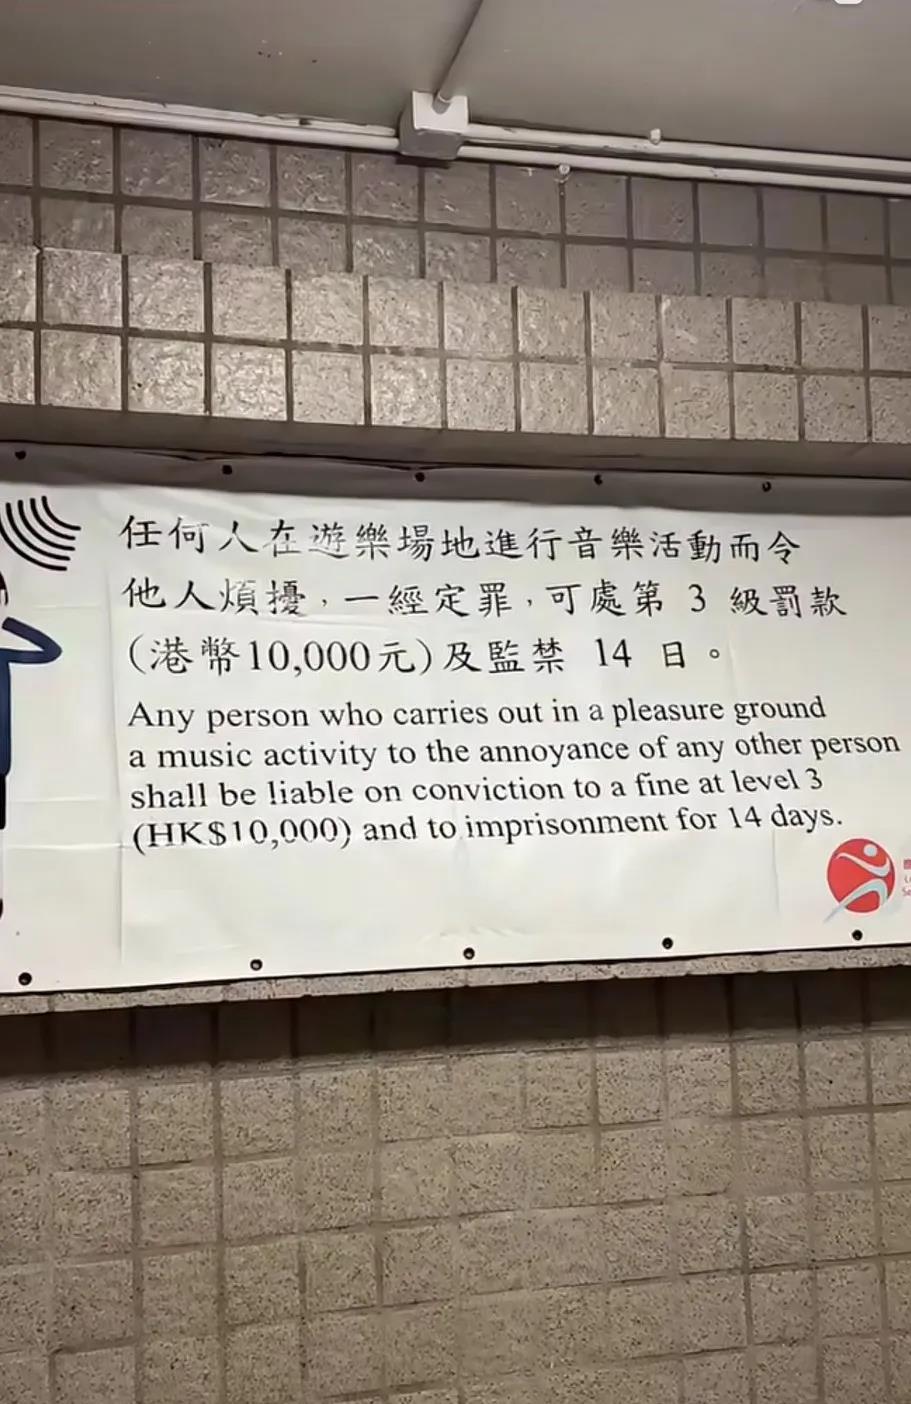 任何人在遊樂場地進行音樂活動而令
他人煩擾，一經定罪，可處第 3 級罰款
(港幣10,000元)及監禁 14 日。
Any person who carries out in a pleasure ground
a music activity to the annoyance of any other person
shall be liable on conviction to a fine at level 3
(HK$10,000) and to imprisonment for 14 days.